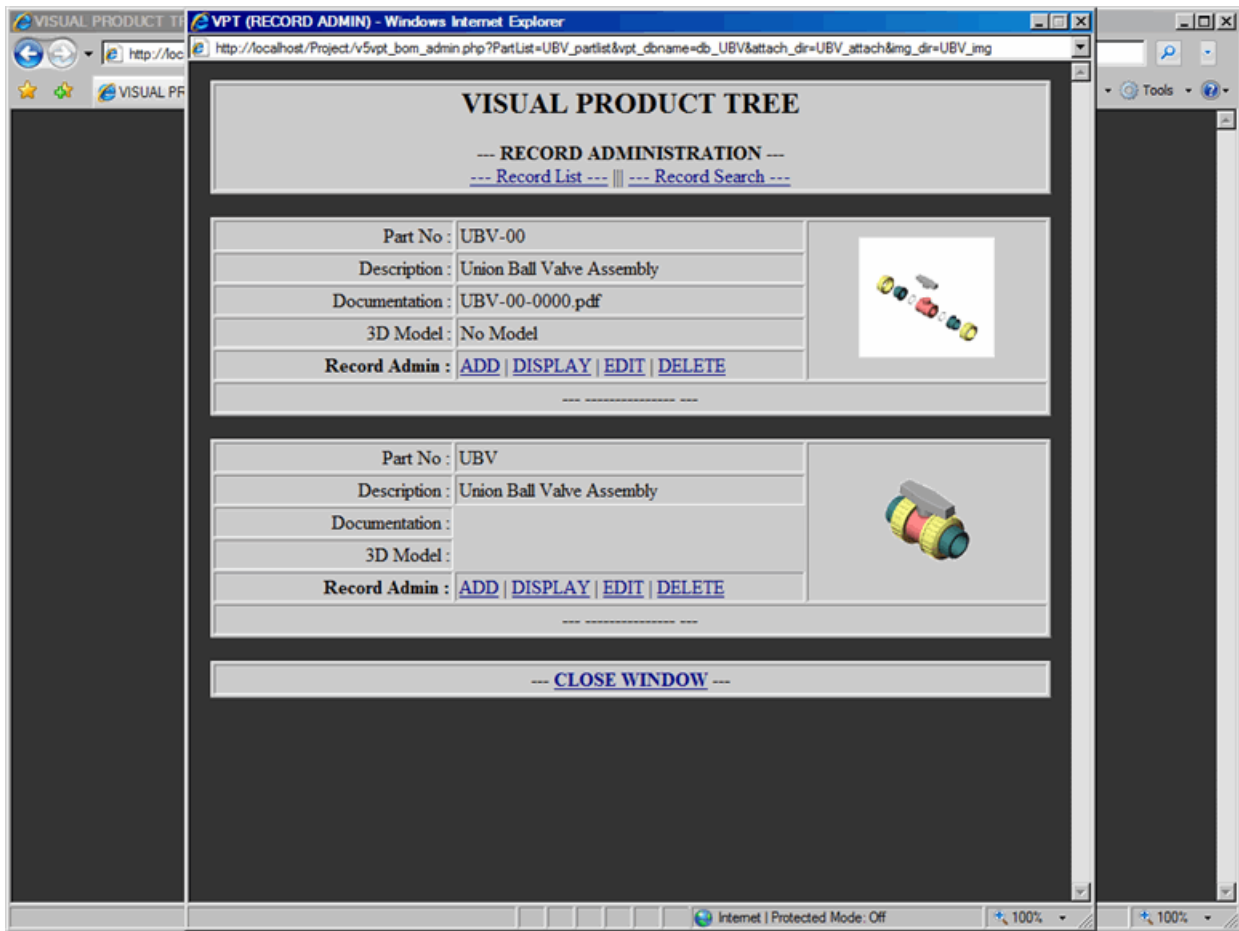 VISUAL PRODUCT TR
VPT (RECORD ADMIN) - Windows Internet Explorer
http://loc
http://localhost/Project/v5vpt_bom_admin.php?PartList=UBV_partlist&vpt_dbname=db_UBV&attach_dir=UBV_attach&img_dir=UBV_img
VISUAL PR
Tools
VISUAL PRODUCT TREE
--- RECORD ADMINISTRATION ---
--- Record List --- ||| --- Record Search ---
Part No : UBV-00
Description : Union Ball Valve Assembly
Documentation : UBV-00-0000.pdf
3D Model : No Model
Record Admin : ADD | DISPLAY | EDIT | DELETE
--- --------------- ---
Part No : UBV
Description : Union Ball Valve Assembly
Documentation :
3D Model :
Record Admin : ADD | DISPLAY | EDIT | DELETE
--- --------------- ---
--- CLOSE WINDOW ---
Internet | Protected Mode: Off 100% 100%